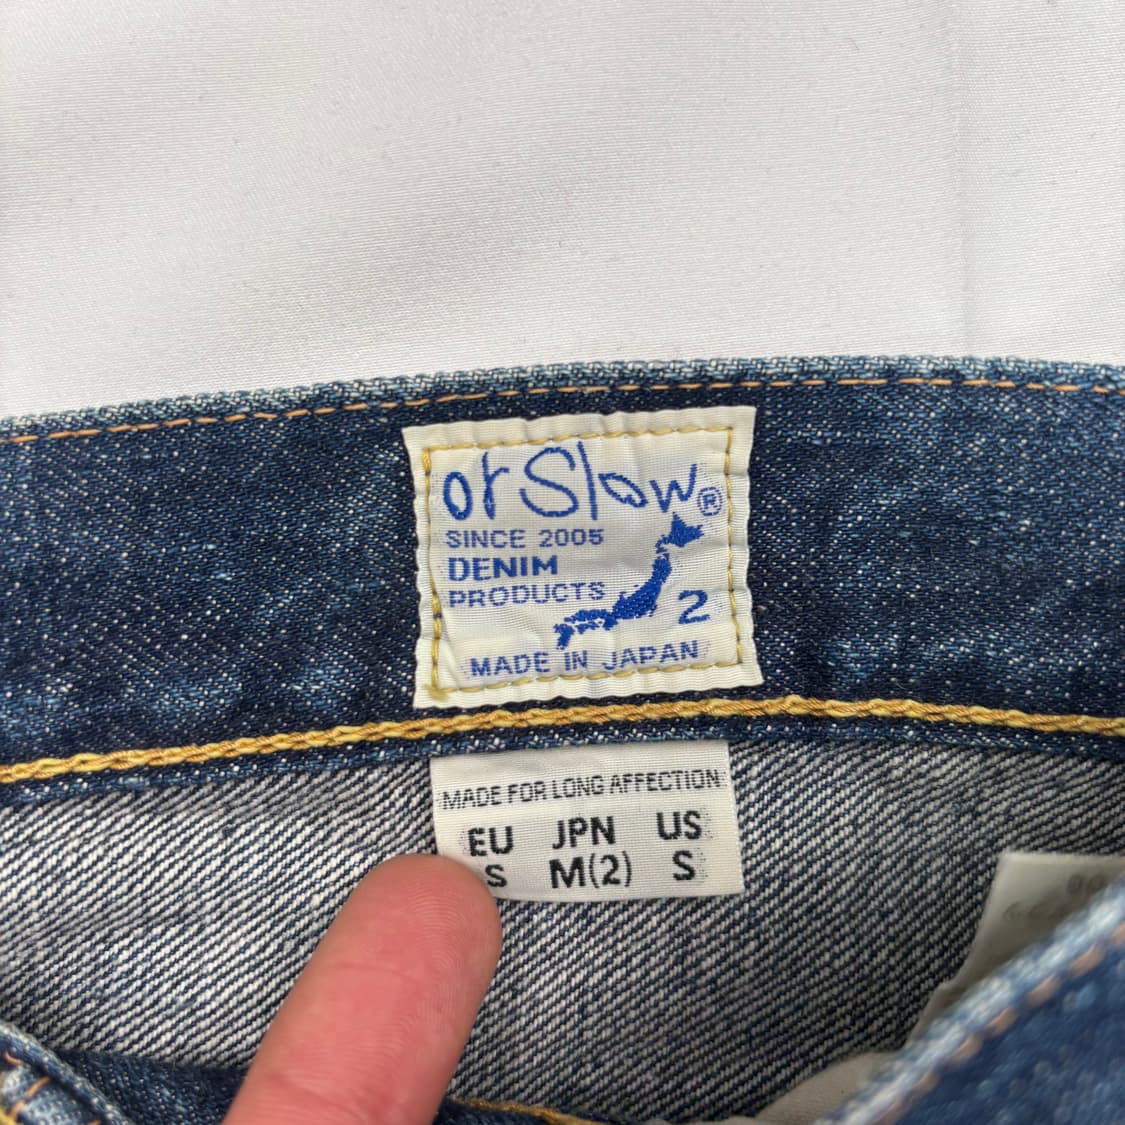 orSlow®
SINCE 2005
DENIM
PRODUCTS
2
MADE IN JAPAN
MADE FOR LONG AFFECTION
EU JPN US
S M(2) S